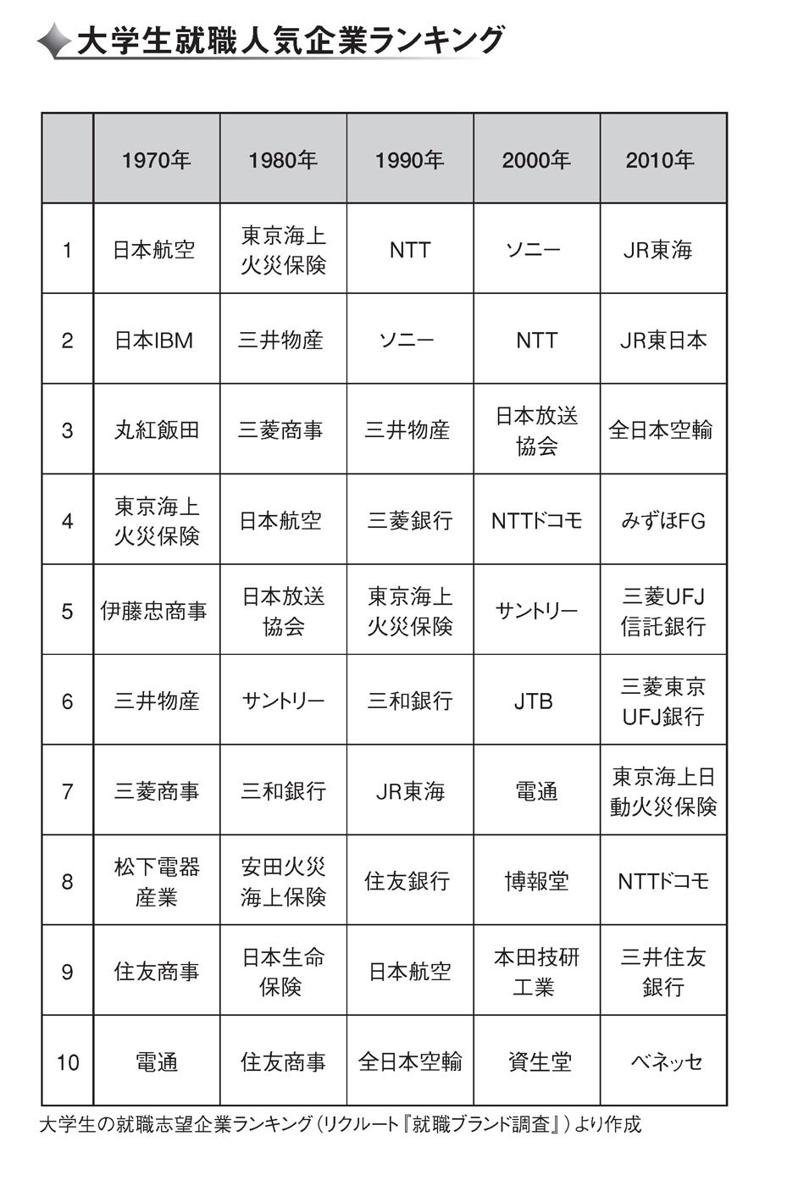 大学生就職人気企業ランキング
1970年 1980年 1990年 2000年 2010年
1 日本航空 東京海上火災保険 NTT ソニー JR東海
2 日本IBM 三井物産 ソニー NTT JR東日本
3 丸紅飯田 三菱商事 三井物産 日本放送協会 全日本空輸
4 東京海上火災保険 日本航空 三菱銀行 NTTドコモ みずほFG
5 伊藤忠商事 日本放送協会 東京海上火災保険 サントリー 三菱UFJ信託銀行
6 三井物産 サントリー 三和銀行 JTB 三菱東京UFJ銀行
7 三菱商事 三和銀行 JR東海 電通 東京海上日動火災保険
8 松下電器産業 安田火災海上保険 住友銀行 博報堂 NTTドコモ
9 住友商事 日本生命保険 日本航空 本田技研工業 三井住友銀行
10 電通 住友商事 全日本空輸 資生堂 ベネッセ
大学生の就職志望企業ランキング(リクルート『就職ブランド調査』)より作成